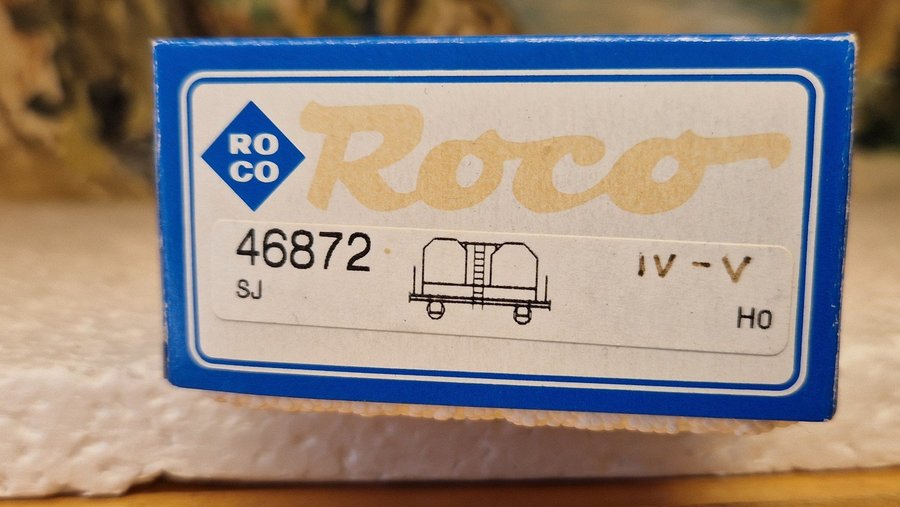 RO
CO
Roco
46872
IV - V
SJ
H0